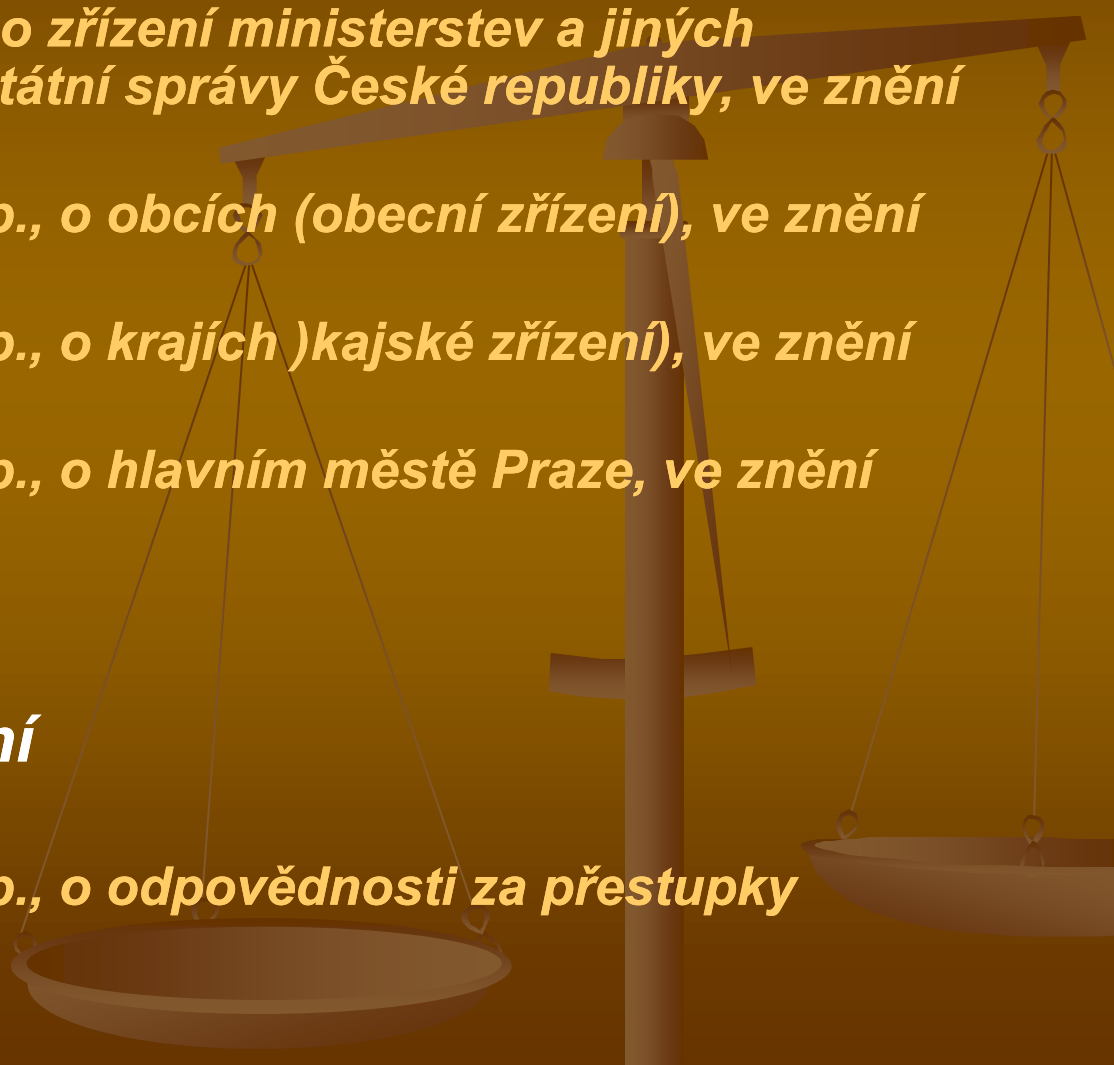 o zřízení ministerstev a jiných
tátní správy České republiky, ve znění
., o obcích (obecní zřízení), ve znění
., o krajích )kajské zřízení), ve znění
., o hlavním městě Praze, ve znění
ní
., o odpovědnosti za přestupky